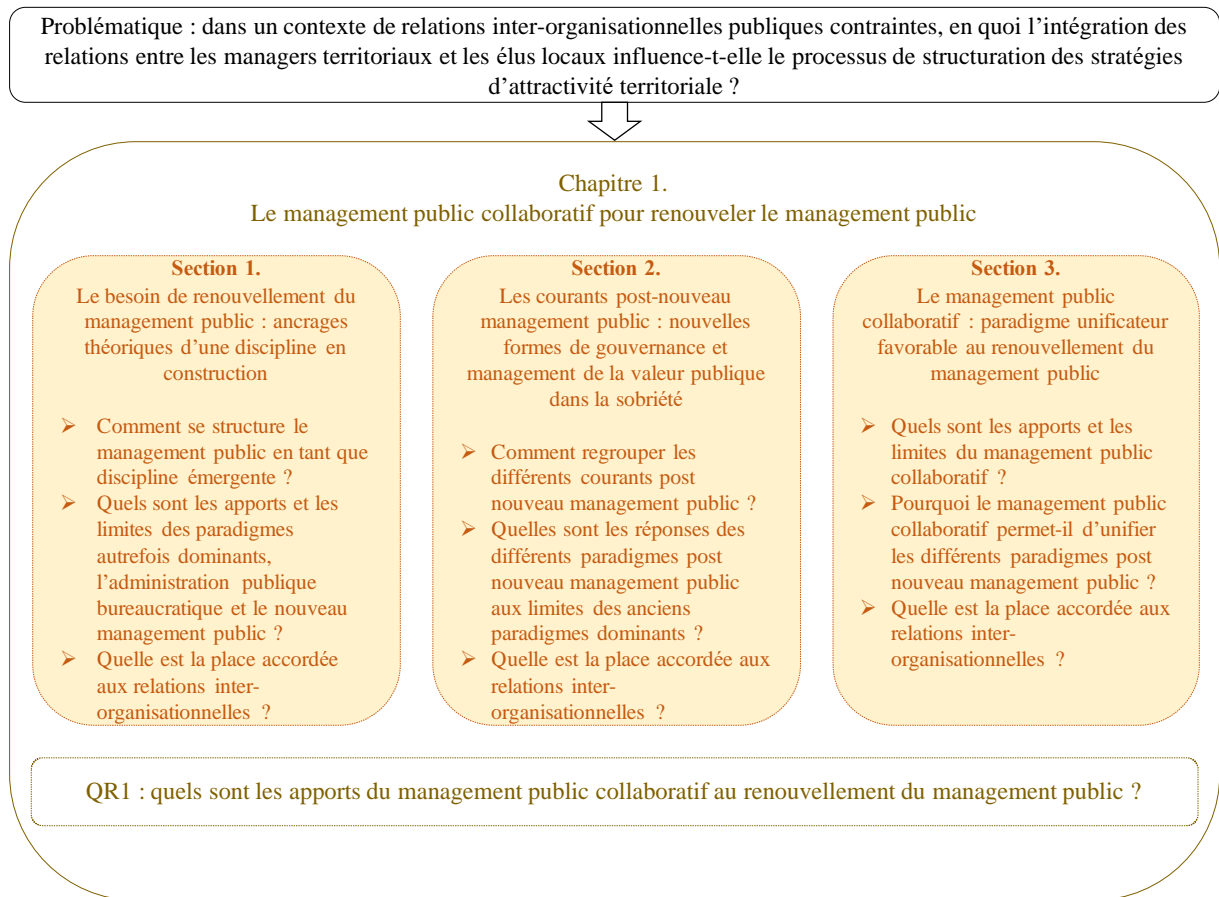 Problématique : dans un contexte de relations inter-organisationnelles publiques contraintes, en quoi l’intégration des
relations entre les managers territoriaux et les élus locaux influence-t-elle le processus de structuration des stratégies
d’attractivité territoriale ?
Chapitre 1.
Le management public collaboratif pour renouveler le management public
Section 1.
Le besoin de renouvellement du
management public : ancrages
théoriques d’une discipline en
construction
➢ Comment se structure le
management public en tant que
discipline émergente ?
➢ Quels sont les apports et les
limites des paradigmes
autrefois dominants,
l’administration publique
bureaucratique et le nouveau
management public ?
➢ Quelle est la place accordée
aux relations inter-
organisationnelles ?
Section 2.
Les courants post-nouveau
management public : nouvelles
formes de gouvernance et
management de la valeur publique
dans la sobriété
➢ Comment regrouper les
différents courants post
nouveau management public ?
➢ Quelles sont les réponses des
différents paradigmes post
nouveau management public
aux limites des anciens
paradigmes dominants ?
➢ Quelle est la place accordée aux
relations inter-
organisationnelles ?
Section 3.
Le management public
collaboratif : paradigme unificateur
favorable au renouvellement du
management public
➢ Quels sont les apports et les
limites du management public
collaboratif ?
➢ Pourquoi le management public
collaboratif permet-il d’unifier
les différents paradigmes post
nouveau management public ?
➢ Quelle est la place accordée aux
relations inter-
organisationnelles ?
QR1 : quels sont les apports du management public collaboratif au renouvellement du management public ?